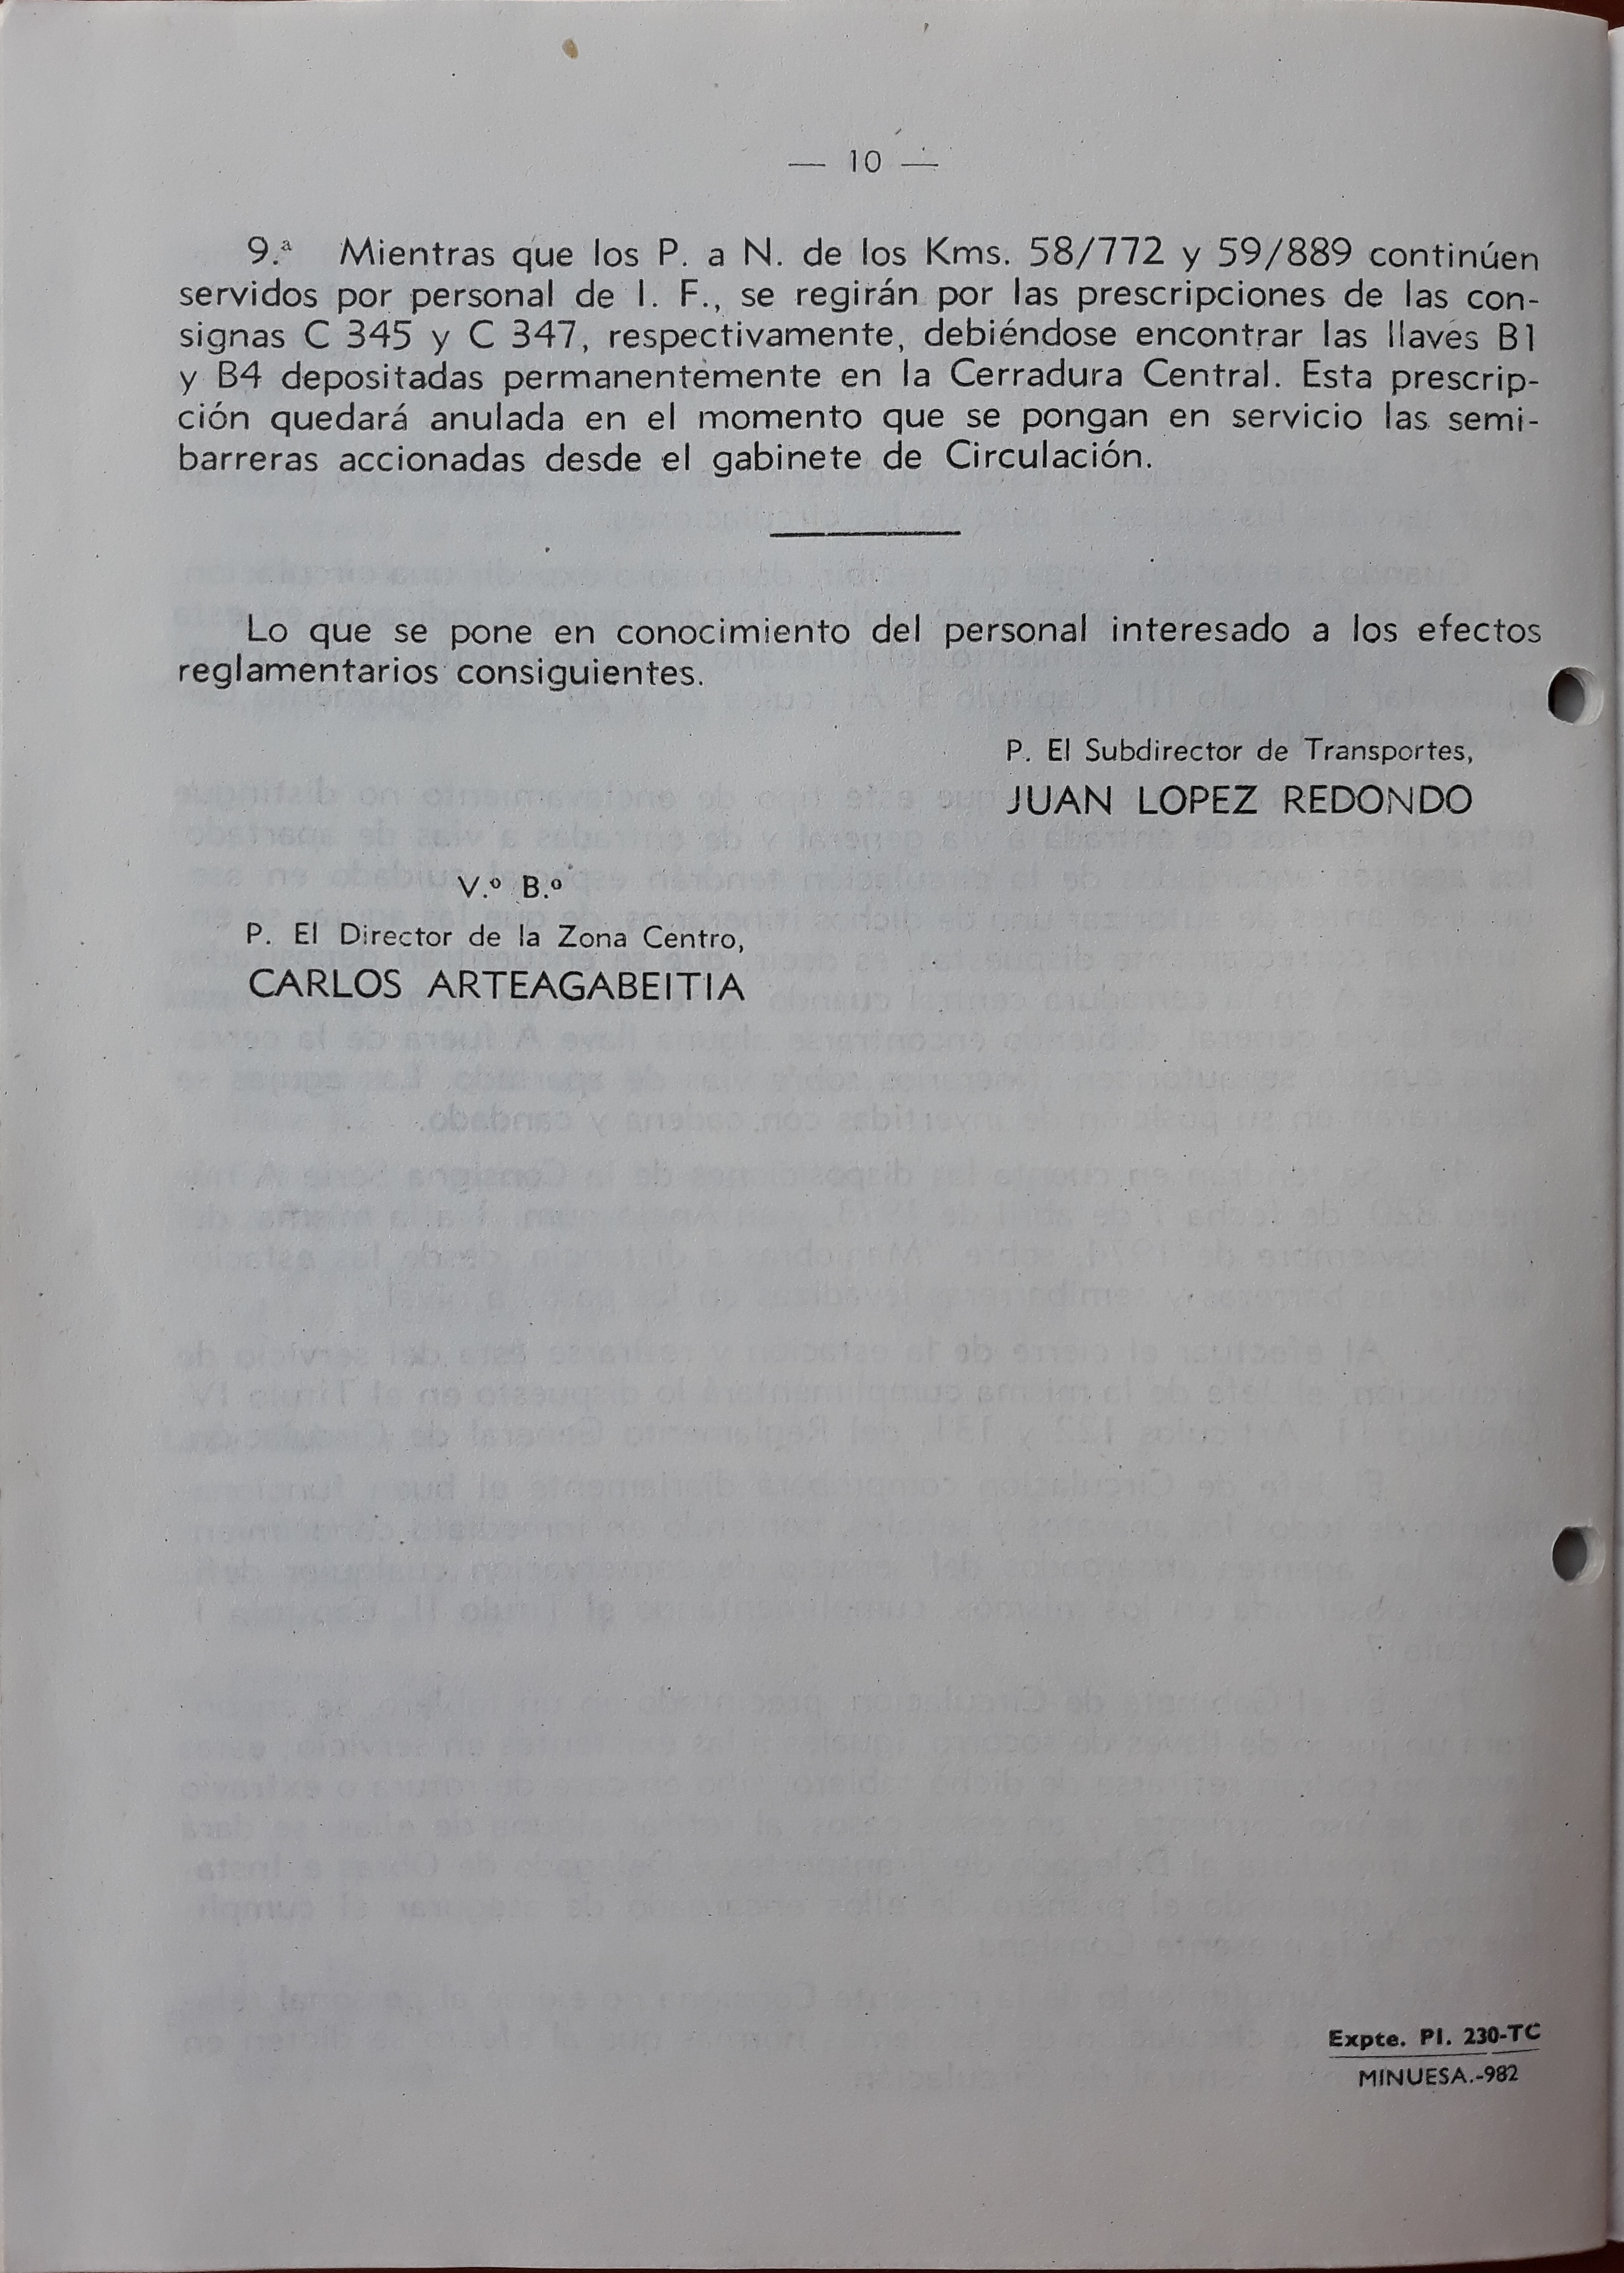 — 10 —
9.ª Mientras que los P. a N. de los Kms. 58/772 y 59/889 continúen
servidos por personal de I. F., se regirán por las prescripciones de las con-
signas C 345 y C 347, respectivamente, debiéndose encontrar las llaves B1
y B4 depositadas permanentemente en la Cerradura Central. Esta prescrip-
ción quedará anulada en el momento que se pongan en servicio las semi-
barreras accionadas desde el gabinete de Circulación.
Lo que se pone en conocimiento del personal interesado a los efectos
reglamentarios consiguientes.
P. El Subdirector de Transportes,
JUAN LOPEZ REDONDO
V.º B.º
P. El Director de la Zona Centro,
CARLOS ARTEAGABEITIA
Expte. Pl. 230-TC
MINUESA.-982